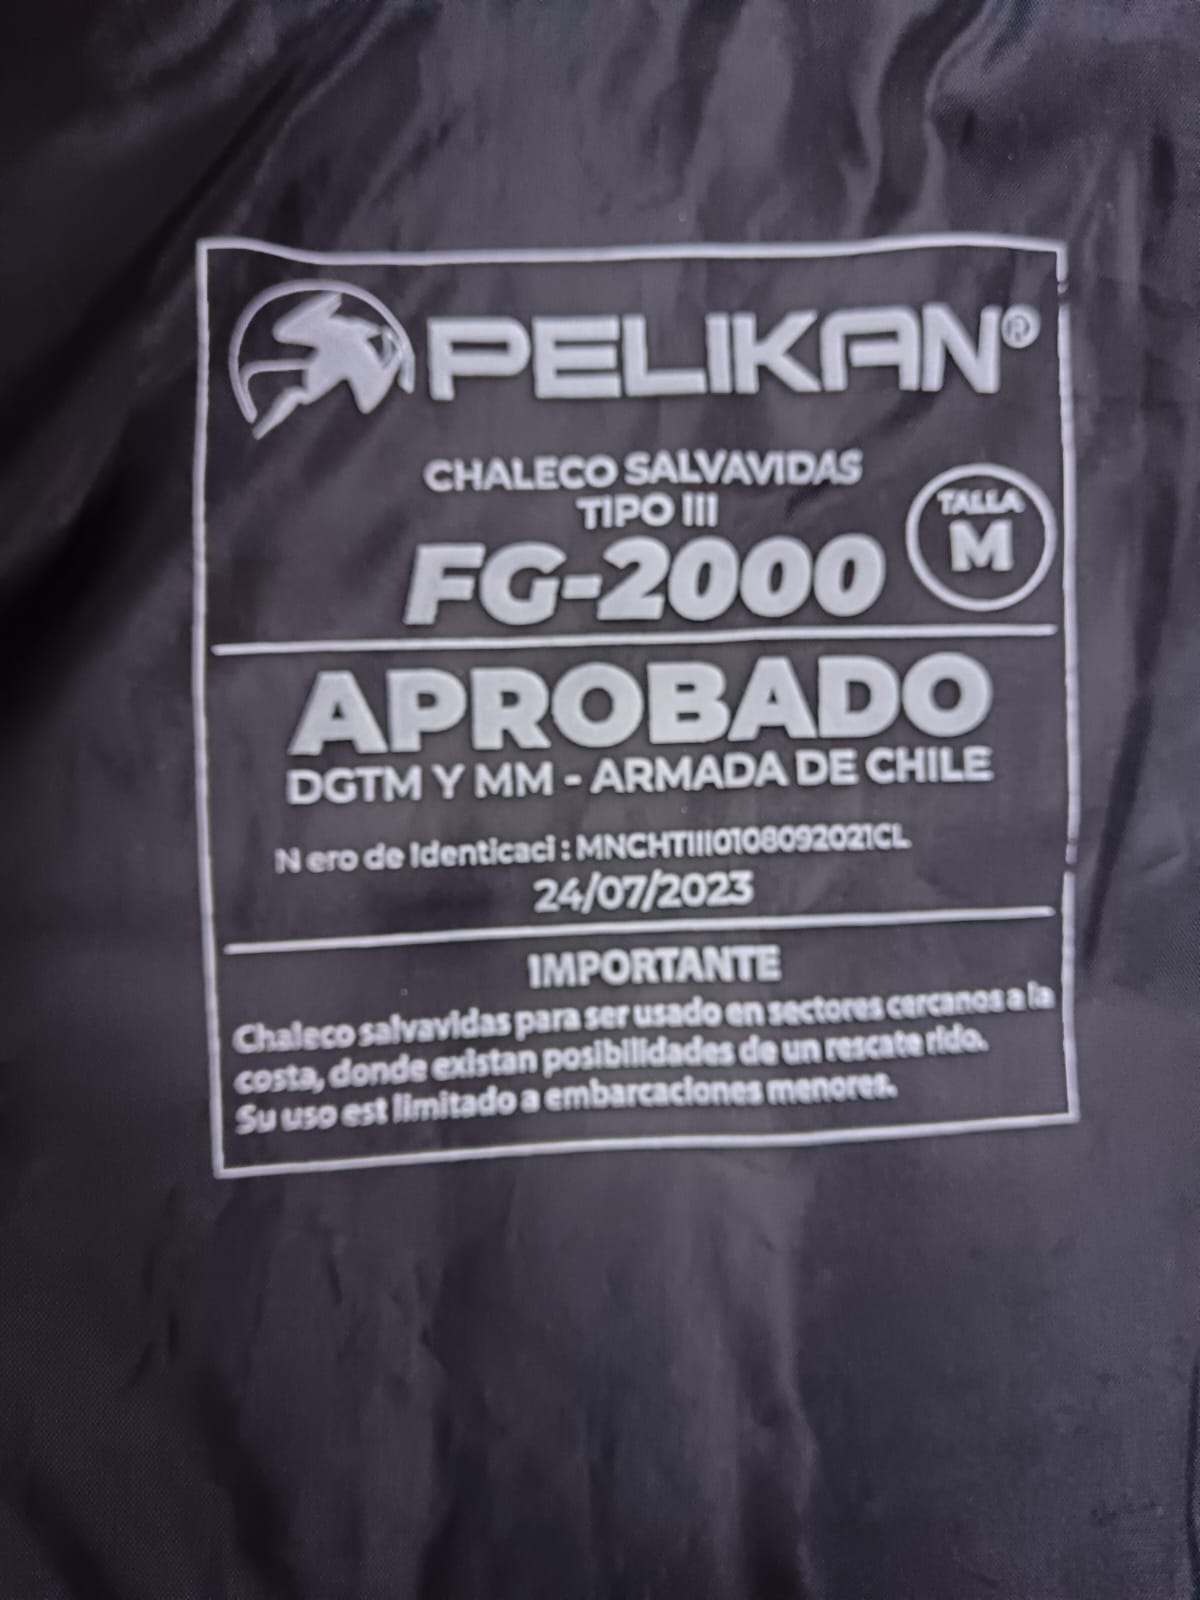 PELIKAN®
CHALECO SALVAVIDAS
TIPO III
FG-2000
TALLA
M
APROBADO
DGTM Y MM - ARMADA DE CHILE
N ero de Identicaci : MNCHTIII0108092021CL
24/07/2023
IMPORTANTE
Chaleco salvavidas para ser usado en sectores cercanos a la
costa, donde existan posibilidades de un rescate rido.
Su uso est limitado a embarcaciones menores.